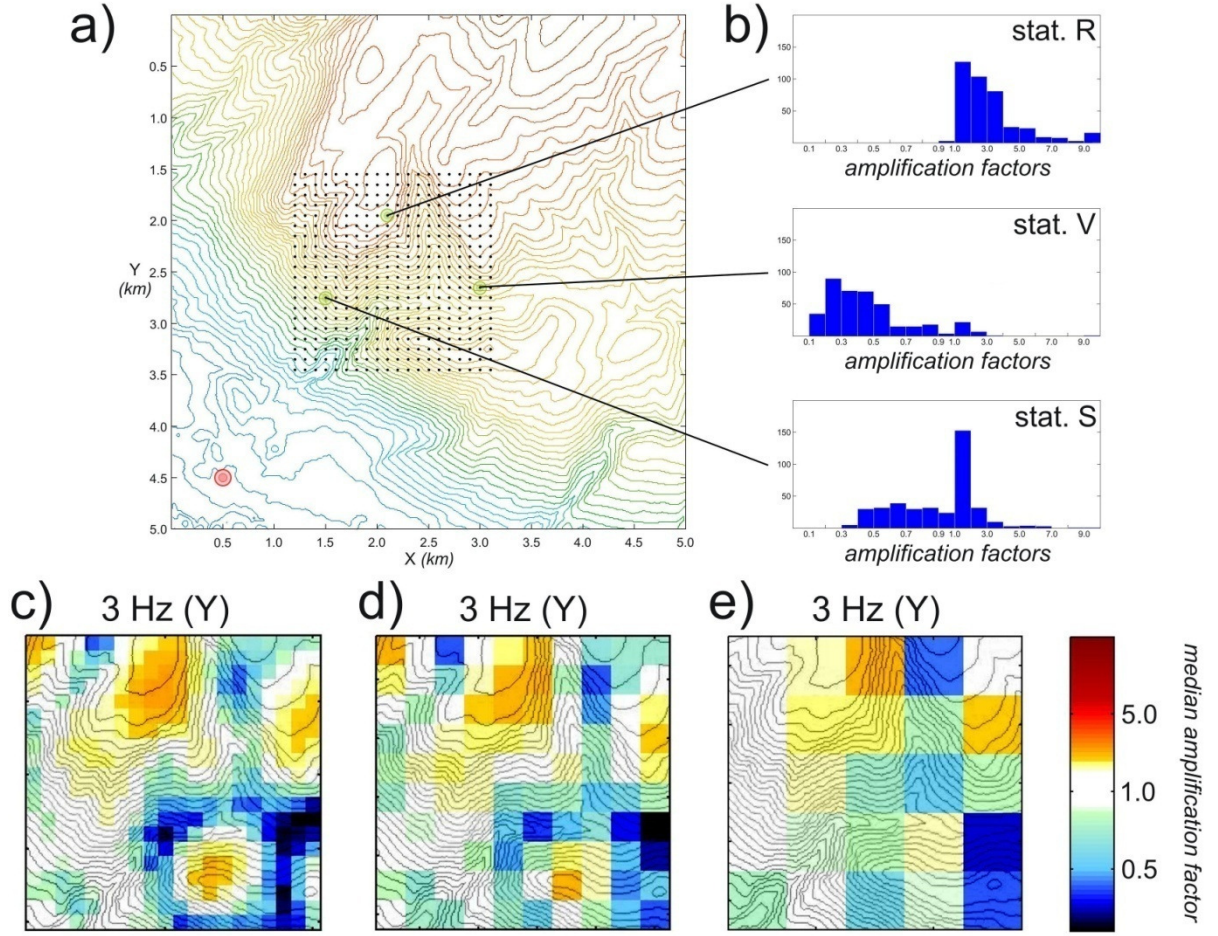 a)
0.5
1.0
1.5
2.0
Y
2.5
(km)
3.0
3.5
4.0
4.5
5.0
0.5 1.0 1.5 2.0 2.5 3.0 3.5 4.0 4.5 5.0
X (km)
b)
stat. R
150
100
50
0.1 0.3 0.5 0.7 0.9 1.0 3.0 5.0 7.0 9.0
amplification factors
stat. V
150
100
50
0.1 0.3 0.5 0.7 0.9 1.0 3.0 5.0 7.0 9.0
amplification factors
stat. S
150
100
50
0.1 0.3 0.5 0.7 0.9 1.0 3.0 5.0 7.0 9.0
amplification factors
c) 3 Hz (Y)
d) 3 Hz (Y)
e) 3 Hz (Y)
5.0
1.0
0.5
median amplification factor